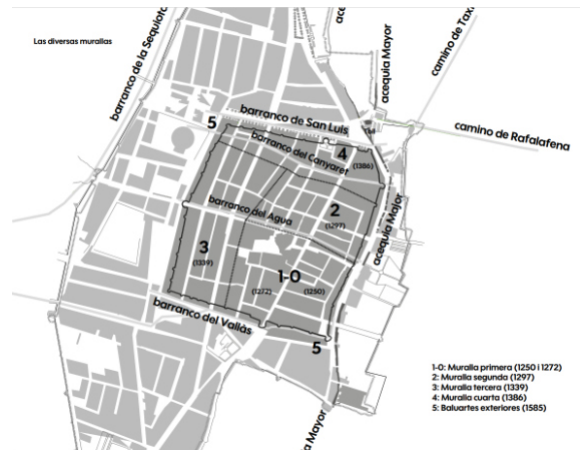 Las diversas murallas
barranco de la Sequiota
acequia Mayor
camino de Taxi
camino de Rafalafena
barranco de San Luis
5
barranco del Canyaret
4
(1386)
2
(1297)
barranco del Agua
acequia Major
3
(1339)
1-0
(1272)
(1250)
barranco del Vallàs
5
a Mayor
1-0: Muralla primera (1250 i 1272)
2: Muralla segunda (1297)
3: Muralla tercera (1339)
4: Muralla cuarta (1386)
5: Baluartes exteriores (1585)